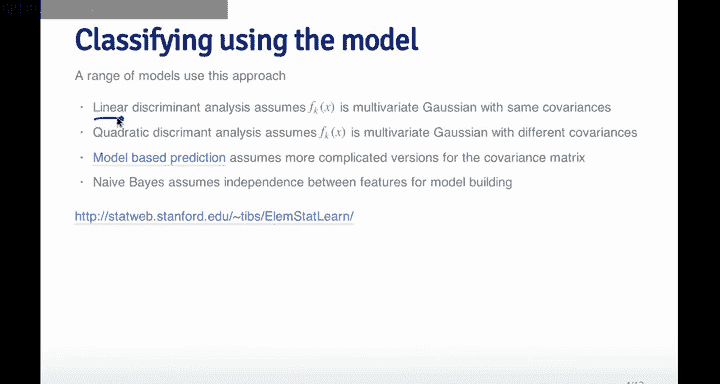 Classifying using the model
A range of models use this approach
· Linear discriminant analysis assumes fk(x) is multivariate Gaussian with same covariances
· Quadratic discrimant analysis assumes fk(x) is multivariate Gaussian with different covariances
· Model based prediction assumes more complicated versions for the covariance matrix
· Naive Bayes assumes independence between features for model building
http://statweb.stanford.edu/~tibs/ElemStatLearn/